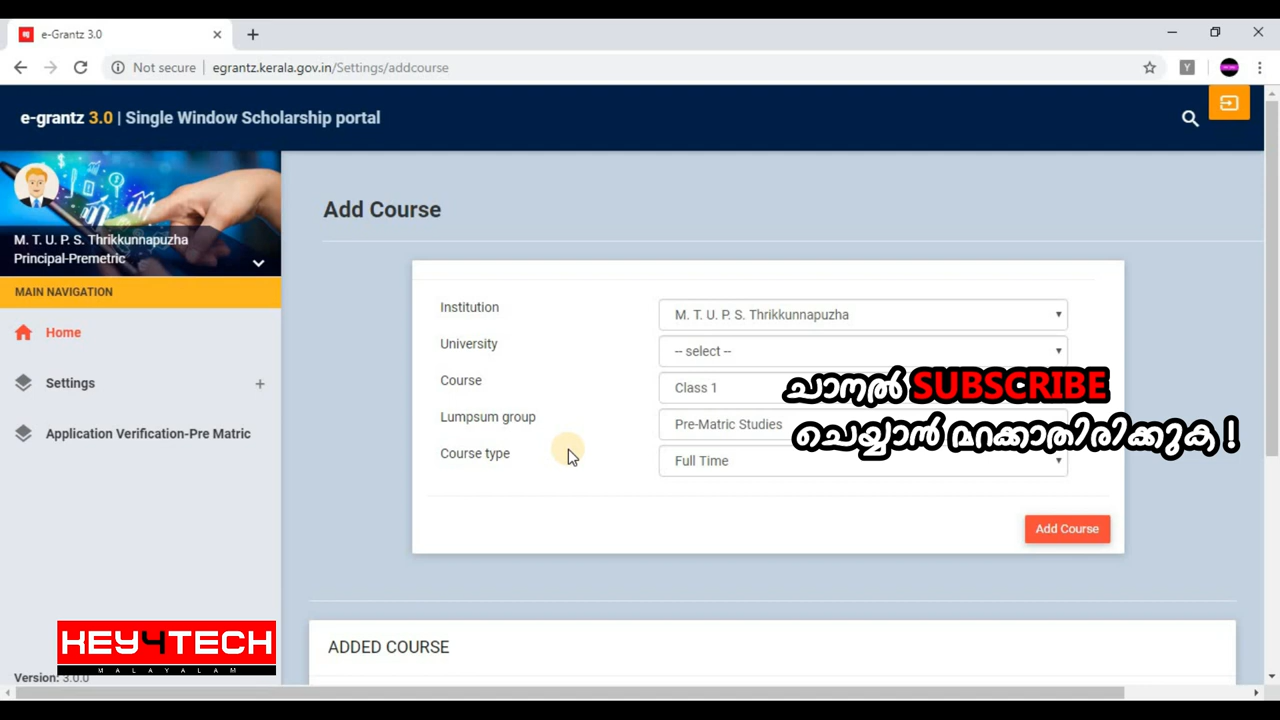 e-Grantz 3.0
Not secure | egrantz.kerala.gov.in/Settings/addcourse
Y
e-grantz 3.0 | Single Window Scholarship portal
M. T. U. P. S. Thrikkunnapuzha
Principal-Premetric
MAIN NAVIGATION
Home
Settings
Application Verification-Pre Matric
Version: 3.0.0
Add Course
Institution
M. T. U. P. S. Thrikkunnapuzha
University
-- select --
Course
Class 1
Lumpsum group
Pre-Matric Studies
Course type
Full Time
Add Course
ADDED COURSE
ചാനൽ SUBSCRIBE
ചെയ്യാൻ മറക്കാതിരിക്കുക !
KEY4TECH
MALAYALAM